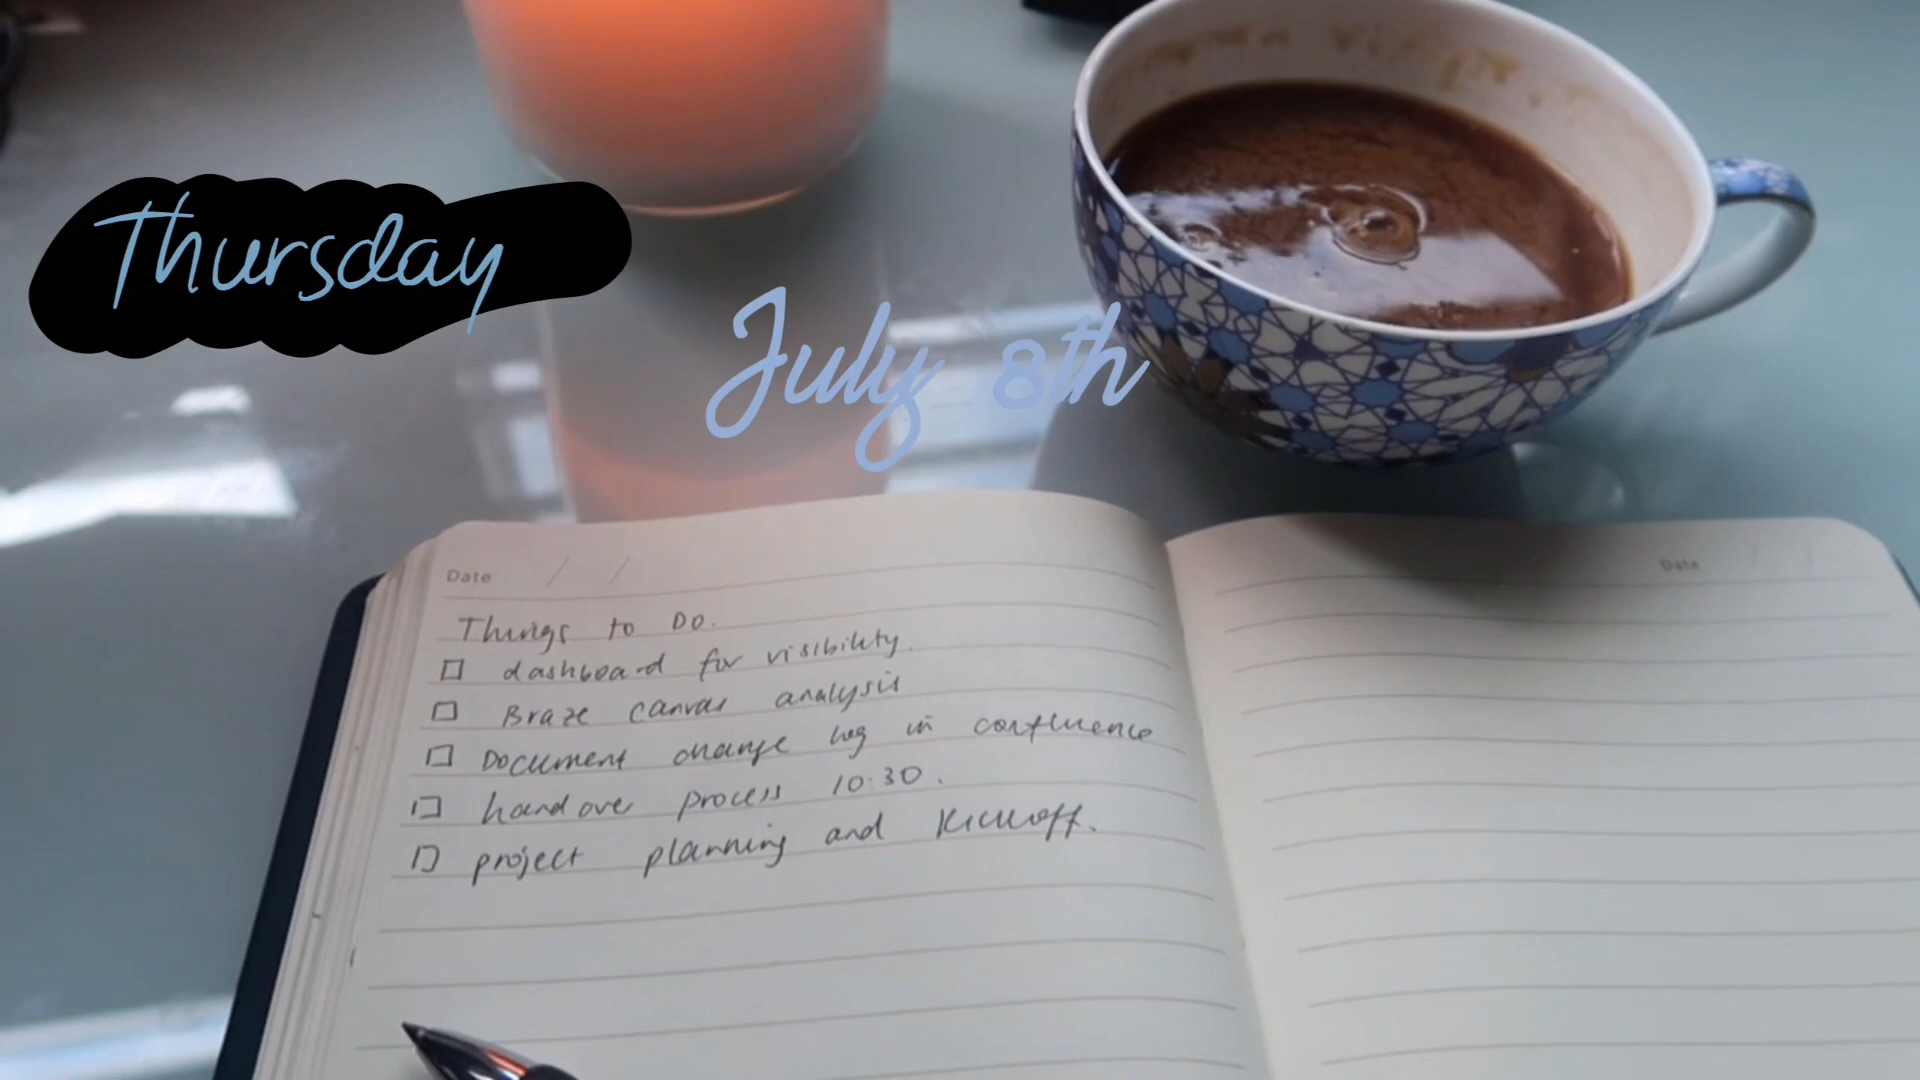 Thursday
July 8th
Date / /
Date / /
Things to Do.
dashboard for visibility.
Braze canvas analysis
Document change log in confluence
handover process 10:30.
project planning and Kickoff.